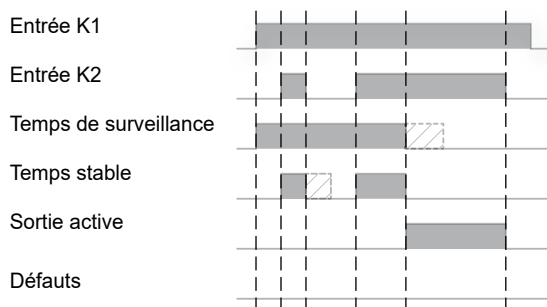 Entrée K1
Entrée K2
Temps de surveillance
Temps stable
Sortie active
Défauts